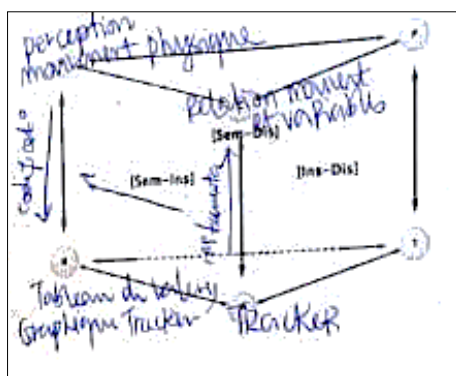 perception
mouvement physique
Relation mouvement
et variables
[Sem-Dis]
[Sem-Ins]
[Ins-Dis]
Tableau de valeurs
Graphique Tracker
TRACKER